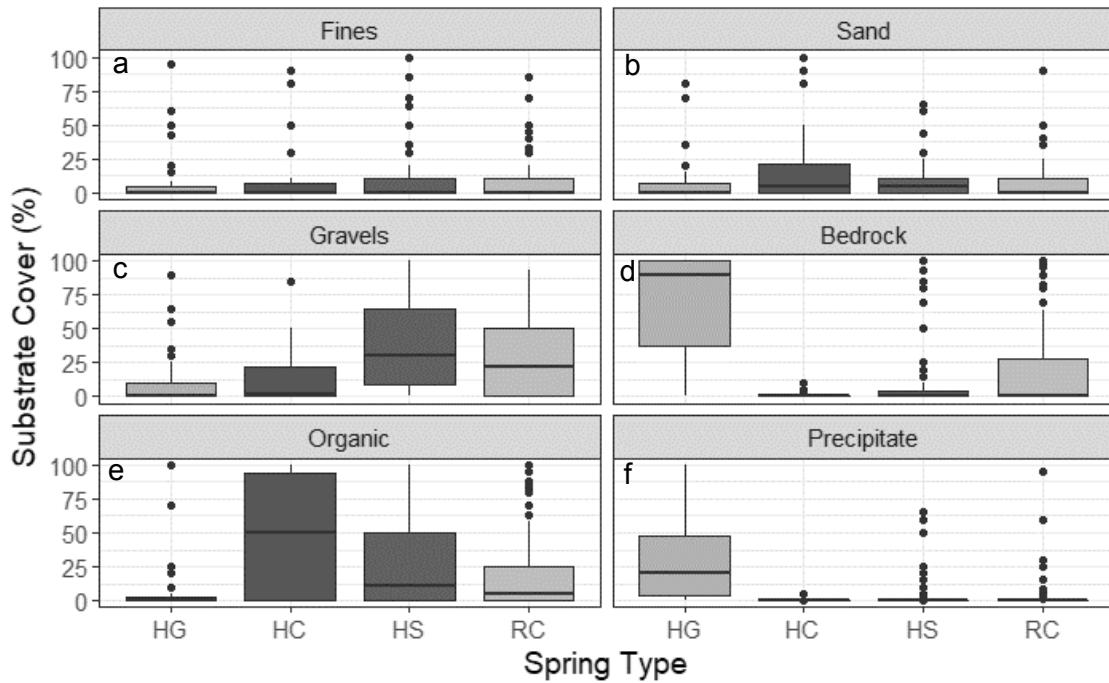 Fines
Sand
a
b
100
75
50
25
0
Gravels
Bedrock
c
d
100
75
50
25
0
Organic
Precipitate
e
f
100
75
50
25
0
Substrate Cover (%)
HG HC HS RC
HG HC HS RC
Spring Type